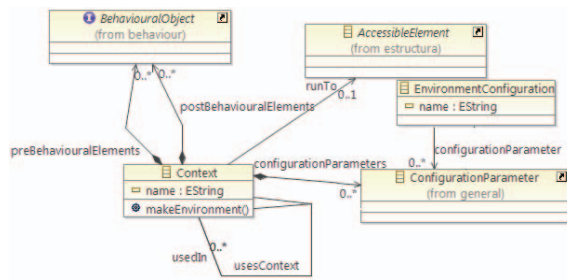 BehaviouralObject
(from behaviour)
AccessibleElement
(from estructura)
0..*
0..*
runTo
0..1
EnvironmentConfiguration
name : EString
postBehaviouralElements
preBehaviouralElements
configurationParameter
configurationParameters
0..*
Context
name : EString
makeEnvironment()
ConfigurationParameter
(from general)
0..*
0..*
usedIn
usesContext